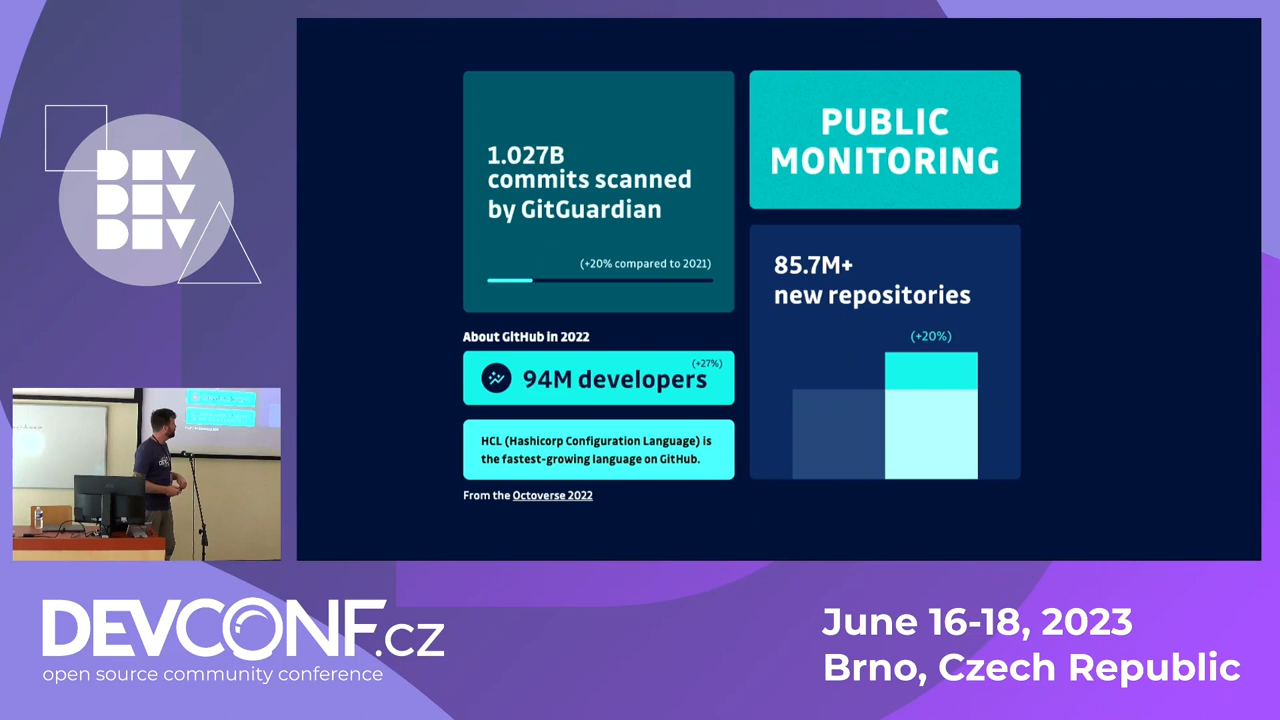 DEV
DEV
DEV
1.027B
commits scanned
by GitGuardian
(+20% compared to 2021)
About GitHub in 2022
(+27%)
94M developers
HCL (Hashicorp Configuration Language) is
the fastest-growing language on GitHub.
From the Octoverse 2022
PUBLIC
MONITORING
85.7M+
new repositories
(+20%)
DEVCONF.cz
open source community conference
June 16-18, 2023
Brno, Czech Republic